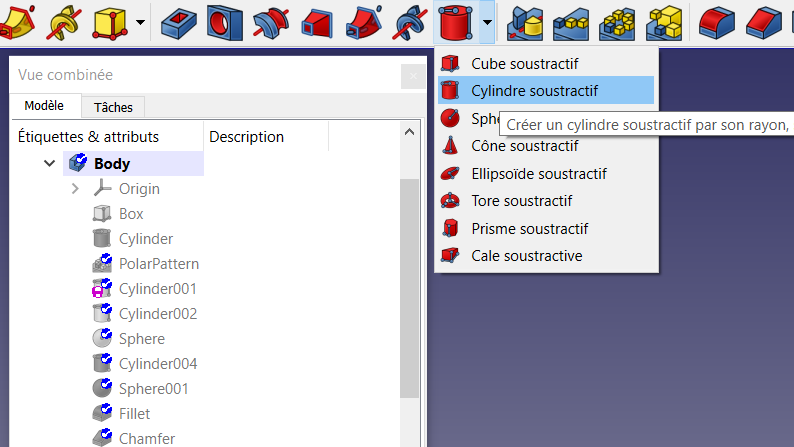 Vue combinée
Modèle
Tâches
Étiquettes & attributs
Description
Body
Origin
Box
Cylinder
PolarPattern
Cylinder001
Cylinder002
Sphere
Cylinder004
Sphere001
Fillet
Chamfer
Cube soustractif
Cylindre soustractif
Créer un cylindre soustractif par son rayon,
Cône soustractif
Ellipsoïde soustractif
Tore soustractif
Prisme soustractif
Cale soustractive